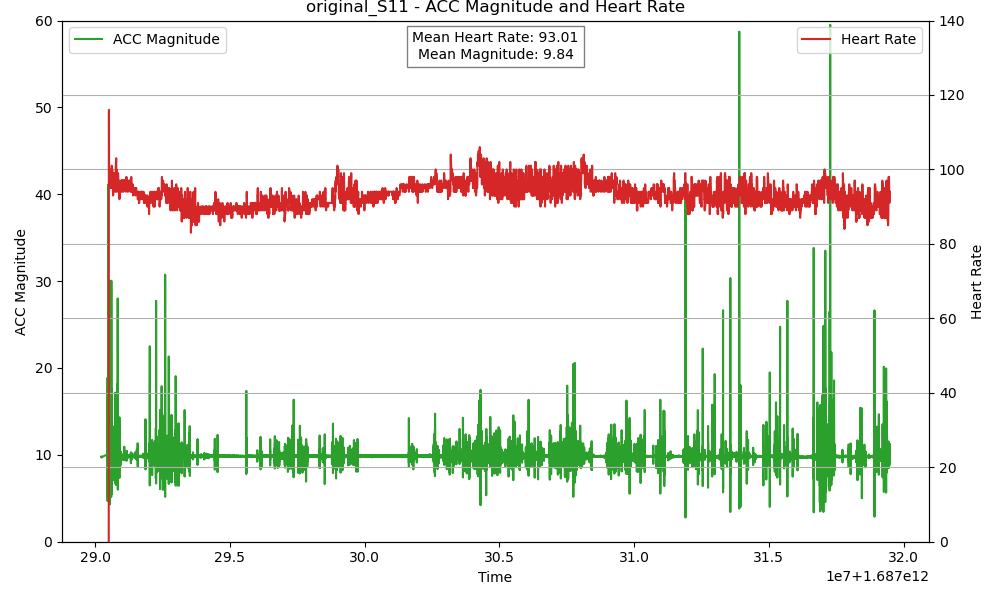 original_S11 - ACC Magnitude and Heart Rate
ACC Magnitude
Mean Heart Rate: 93.01
Mean Magnitude: 9.84
Heart Rate
60
50
40
30
20
10
0
ACC Magnitude
140
120
100
80
60
40
20
0
Heart Rate
29.0 29.5 30.0 30.5 31.0 31.5 32.0
Time
1e7+1.687e12